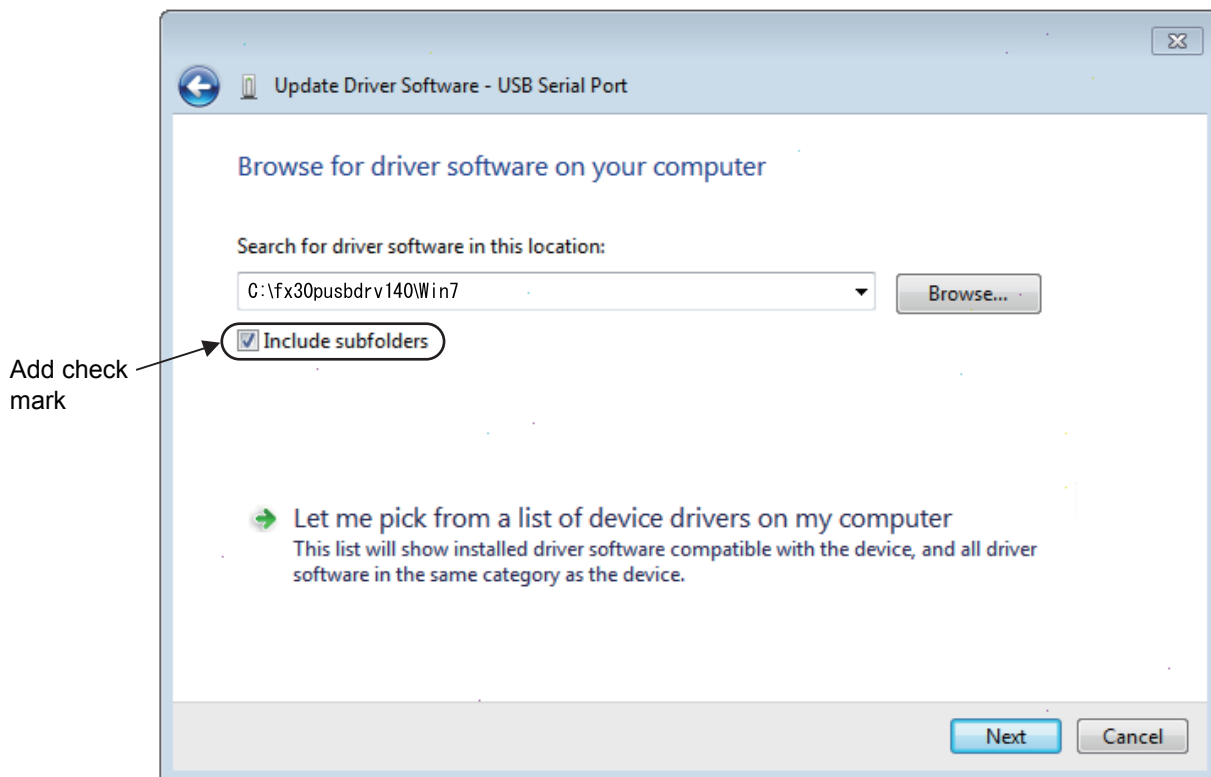 Update Driver Software - USB Serial Port
Browse for driver software on your computer
Search for driver software in this location:
C:\fx30pusbdrv140\Win7
Browse...
Include subfolders
Add check
mark
Let me pick from a list of device drivers on my computer
This list will show installed driver software compatible with the device, and all driver
software in the same category as the device.
Next
Cancel